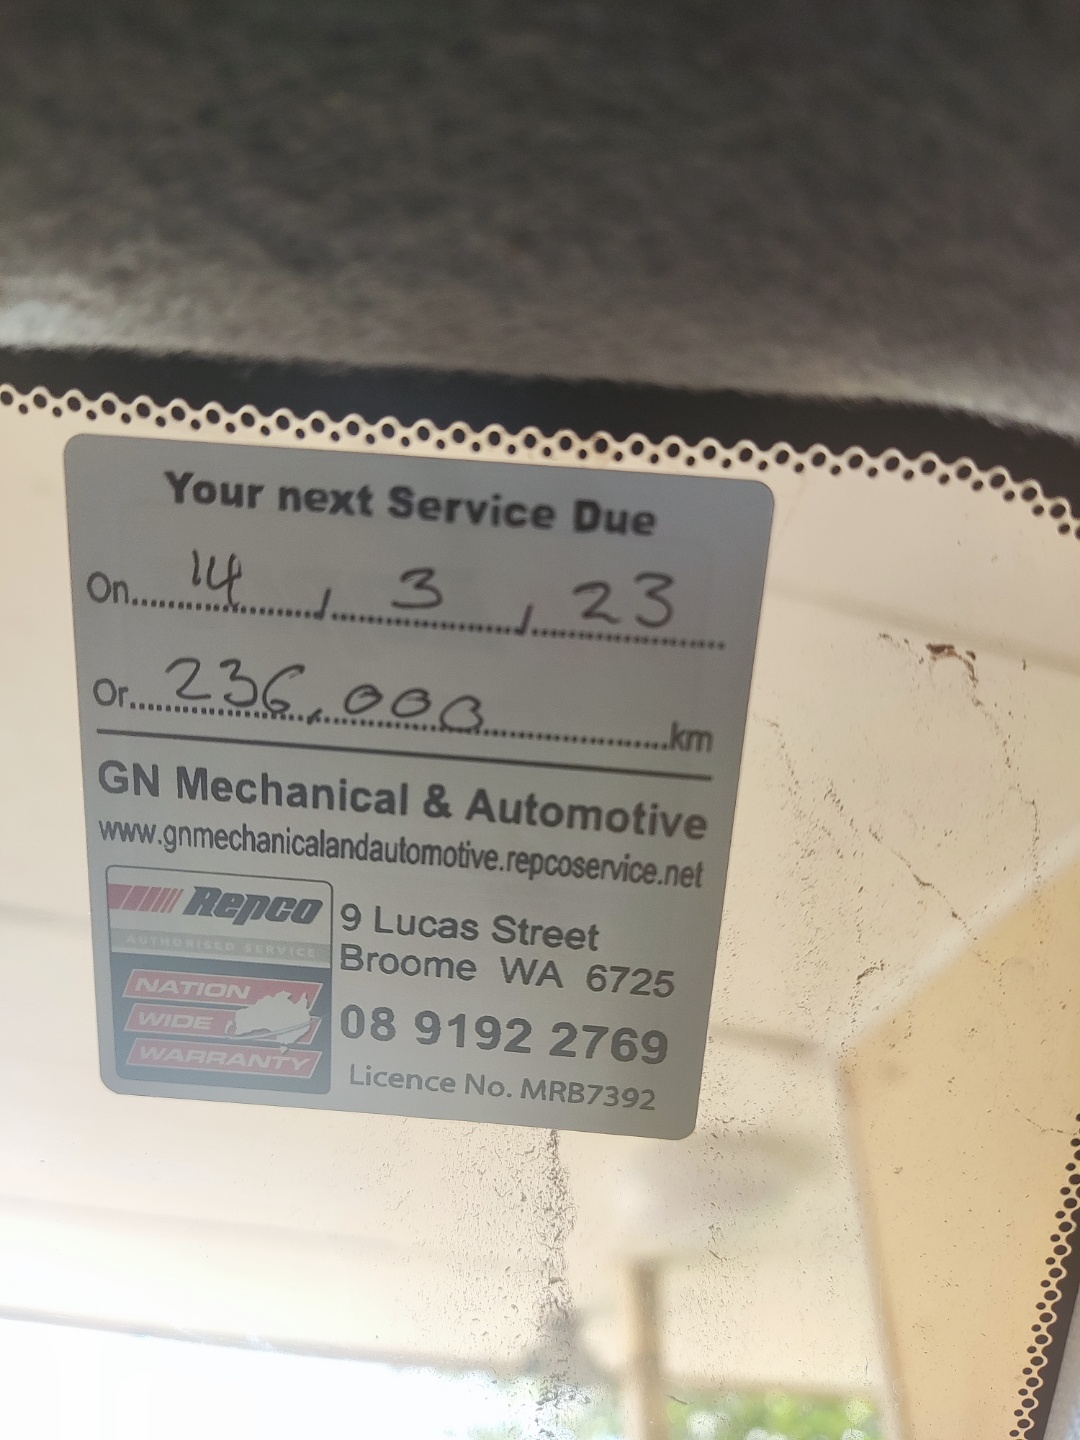 Your next Service Due
On 14 / 3 / 23
Or 236,000 km
GN Mechanical & Automotive
www.gnmechanicalandautomotive.repcoservice.net
Repco
AUTHORISED SERVICE
NATION
WIDE
WARRANTY
9 Lucas Street
Broome WA 6725
08 9192 2769
Licence No. MRB7392